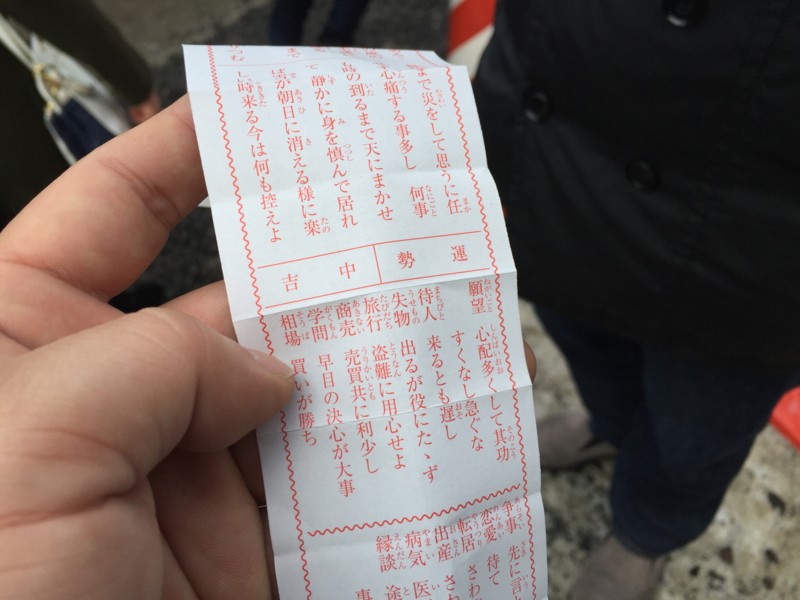 まで災をして思うに任
心痛する事多し 何事
の到るまで天にまかせ
て静かに身を慎んで居れ
が朝日に消える様に楽
し時来る今は何も控えよ
運勢 中吉
願望 心配多くして其功
すくなし急ぐな
待人 来るとも遅し
失物 出るが役にたゝず
旅行 盗難に用心せよ
商売 売買共に利少し
学問 早目の決心が大事
相場 買いが勝ち
争事 先に言
恋愛 待て
転居 さわ
出産 さわ
病気 医
縁談 途
事